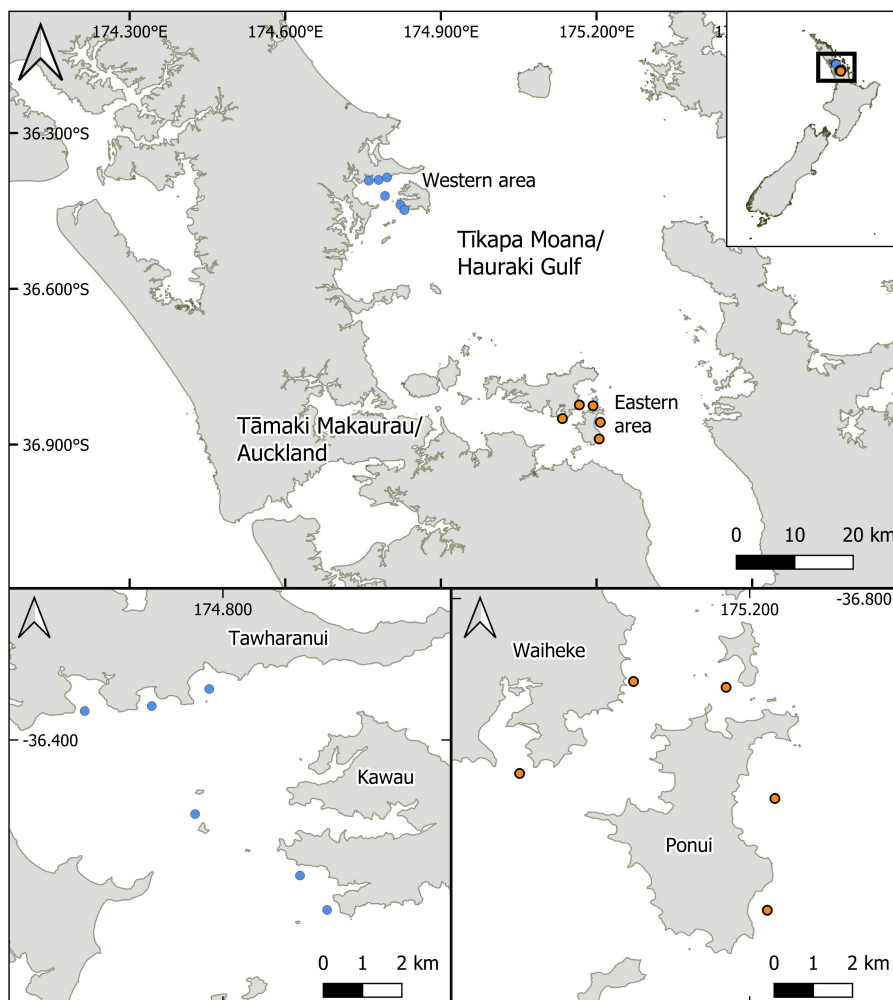 174.300°E 174.600°E 174.900°E 175.200°E
36.300°S
Western area
Tīkapa Moana/
Hauraki Gulf
36.600°S
Eastern
area
Tāmaki Makaurau/
Auckland
36.900°S
0 10 20 km
174.800
Tawharanui
-36.400
Kawau
0 1 2 km
175.200
-36.800
Waiheke
Ponui
0 1 2 km